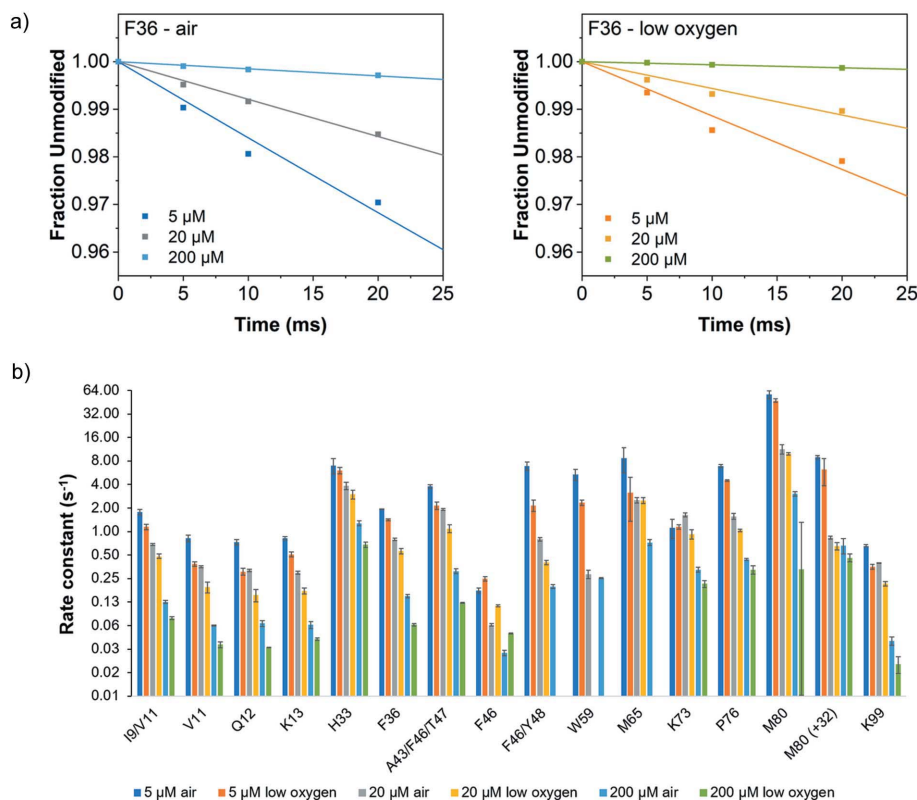 a)
F36 - air
Fraction Unmodified
1.00
0.99
0.98
0.97
0.96
5 µM
20 µM
200 µM
0 5 10 15 20 25
Time (ms)
F36 - low oxygen
Fraction Unmodified
1.00
0.99
0.98
0.97
0.96
5 µM
20 µM
200 µM
0 5 10 15 20 25
Time (ms)
b)
Rate constant (s⁻¹)
64.00
32.00
16.00
8.00
4.00
2.00
1.00
0.50
0.25
0.13
0.06
0.03
0.02
0.01
I9/V11 V11 Q12 K13 H33 F36 A43/F46/T47 F46 F46/Y48 W59 M65 K73 P76 M80 M80 (+32) K99
5 µM air 5 µM low oxygen 20 µM air 20 µM low oxygen 200 µM air 200 µM low oxygen